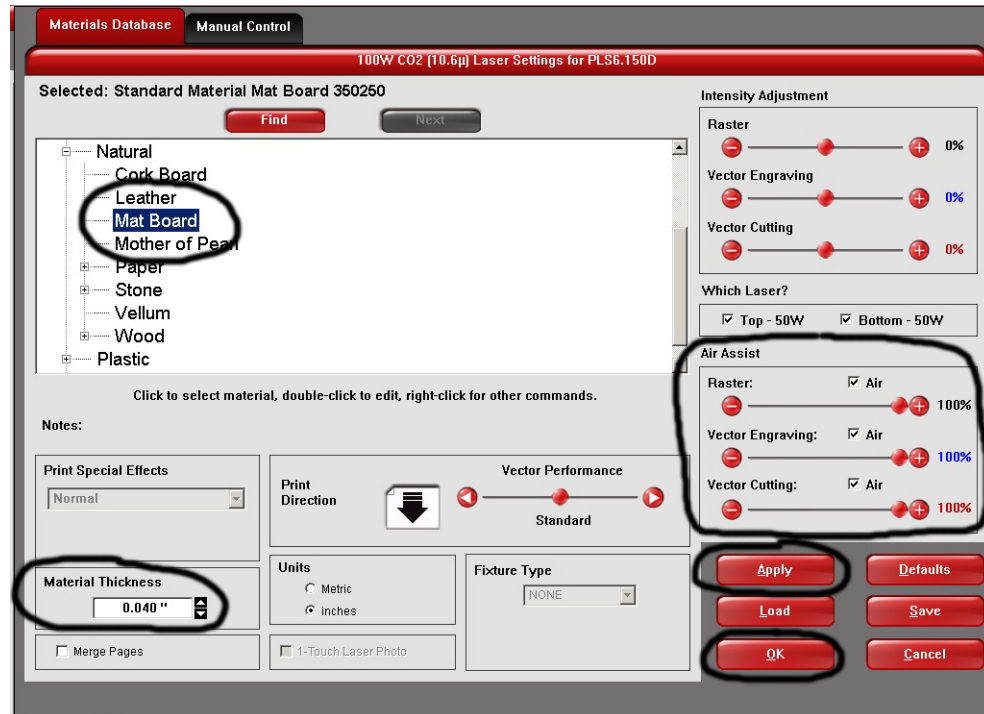 Materials Database
Manual Control
100W CO2 (10.6µ) Laser Settings for PLS6.150D
Selected: Standard Material Mat Board 350250
Find
Next
Natural
Cork Board
Leather
Mat Board
Mother of Pearl
Paper
Stone
Vellum
Wood
Plastic
Click to select material, double-click to edit, right-click for other commands.
Notes:
Print Special Effects
Normal
Print
Direction
Vector Performance
Standard
Material Thickness
0.040 "
Units
Metric
inches
Fixture Type
NONE
Merge Pages
1-Touch Laser Photo
Intensity Adjustment
Raster
0%
Vector Engraving
0%
Vector Cutting
0%
Which Laser?
Top - 50W
Bottom - 50W
Air Assist
Raster:
Air
100%
Vector Engraving:
Air
100%
Vector Cutting:
Air
100%
Apply
Defaults
Load
Save
OK
Cancel